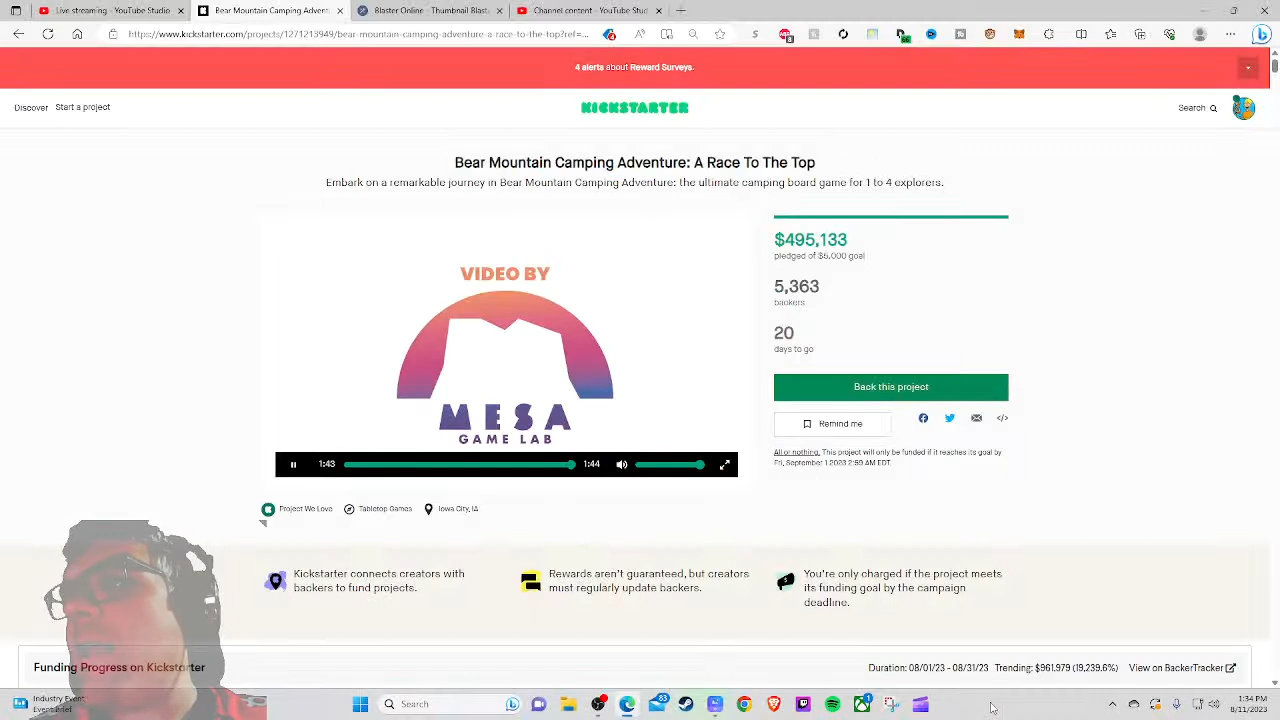 Live streaming - YouTube Studio
Bear Mountain Camping Advent
Blaster Online - Thumbnail Blast
Channel content - YouTube Stud
https://www.kickstarter.com/projects/1271213949/bear-mountain-camping-adventure-a-race-to-the-top?ref=...
4 alerts about Reward Surveys.
Discover Start a project
KICKSTARTER
Search
Bear Mountain Camping Adventure: A Race To The Top
Embark on a remarkable journey in Bear Mountain Camping Adventure: the ultimate camping board game for 1 to 4 explorers.
VIDEO BY
MESA
GAME LAB
1:43
1:44
$495,133
pledged of $5,000 goal
5,363
backers
20
days to go
Back this project
Remind me
All or nothing. This project will only be funded if it reaches its goal by
Fri, September 1 2023 2:59 AM EDT.
Project We Love Tabletop Games Iowa City, IA
Kickstarter connects creators with
backers to fund projects.
Rewards aren't guaranteed, but creators
must regularly update backers.
You're only charged if the project meets
its funding goal by the campaign
deadline.
Funding Progress on Kickstarter
Duration: 08/01/23 - 08/31/23 Trending: $961,979 (19,239.6%) View on BackerTracker
Search
83
1
1:34 PM
8/11/2023